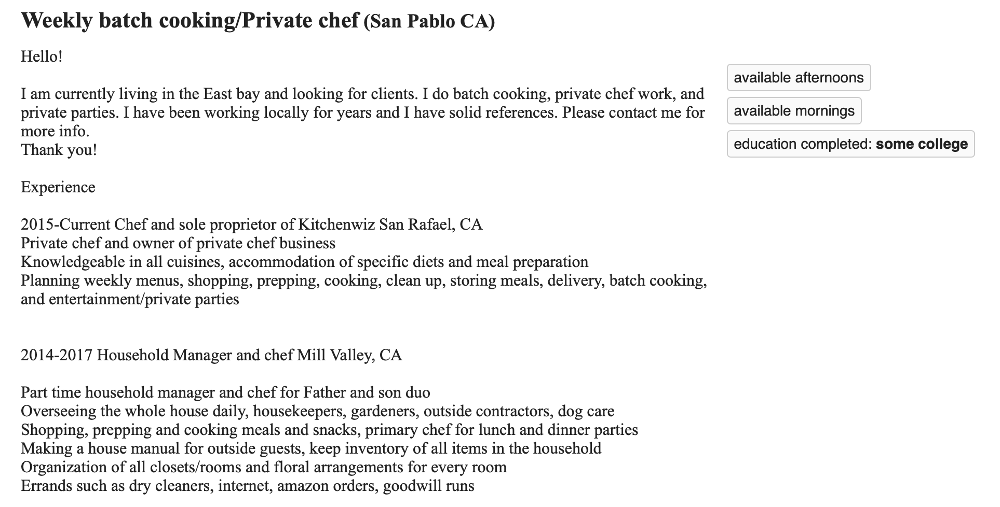 Weekly batch cooking/Private chef (San Pablo CA)
Hello!
I am currently living in the East bay and looking for clients. I do batch cooking, private chef work, and
private parties. I have been working locally for years and I have solid references. Please contact me for
more info.
Thank you!
available afternoons
available mornings
education completed: some college
Experience
2015-Current Chef and sole proprietor of Kitchenwiz San Rafael, CA
Private chef and owner of private chef business
Knowledgeable in all cuisines, accommodation of specific diets and meal preparation
Planning weekly menus, shopping, prepping, cooking, clean up, storing meals, delivery, batch cooking,
and entertainment/private parties
2014-2017 Household Manager and chef Mill Valley, CA
Part time household manager and chef for Father and son duo
Overseeing the whole house daily, housekeepers, gardeners, outside contractors, dog care
Shopping, prepping and cooking meals and snacks, primary chef for lunch and dinner parties
Making a house manual for outside guests, keep inventory of all items in the household
Organization of all closets/rooms and floral arrangements for every room
Errands such as dry cleaners, internet, amazon orders, goodwill runs